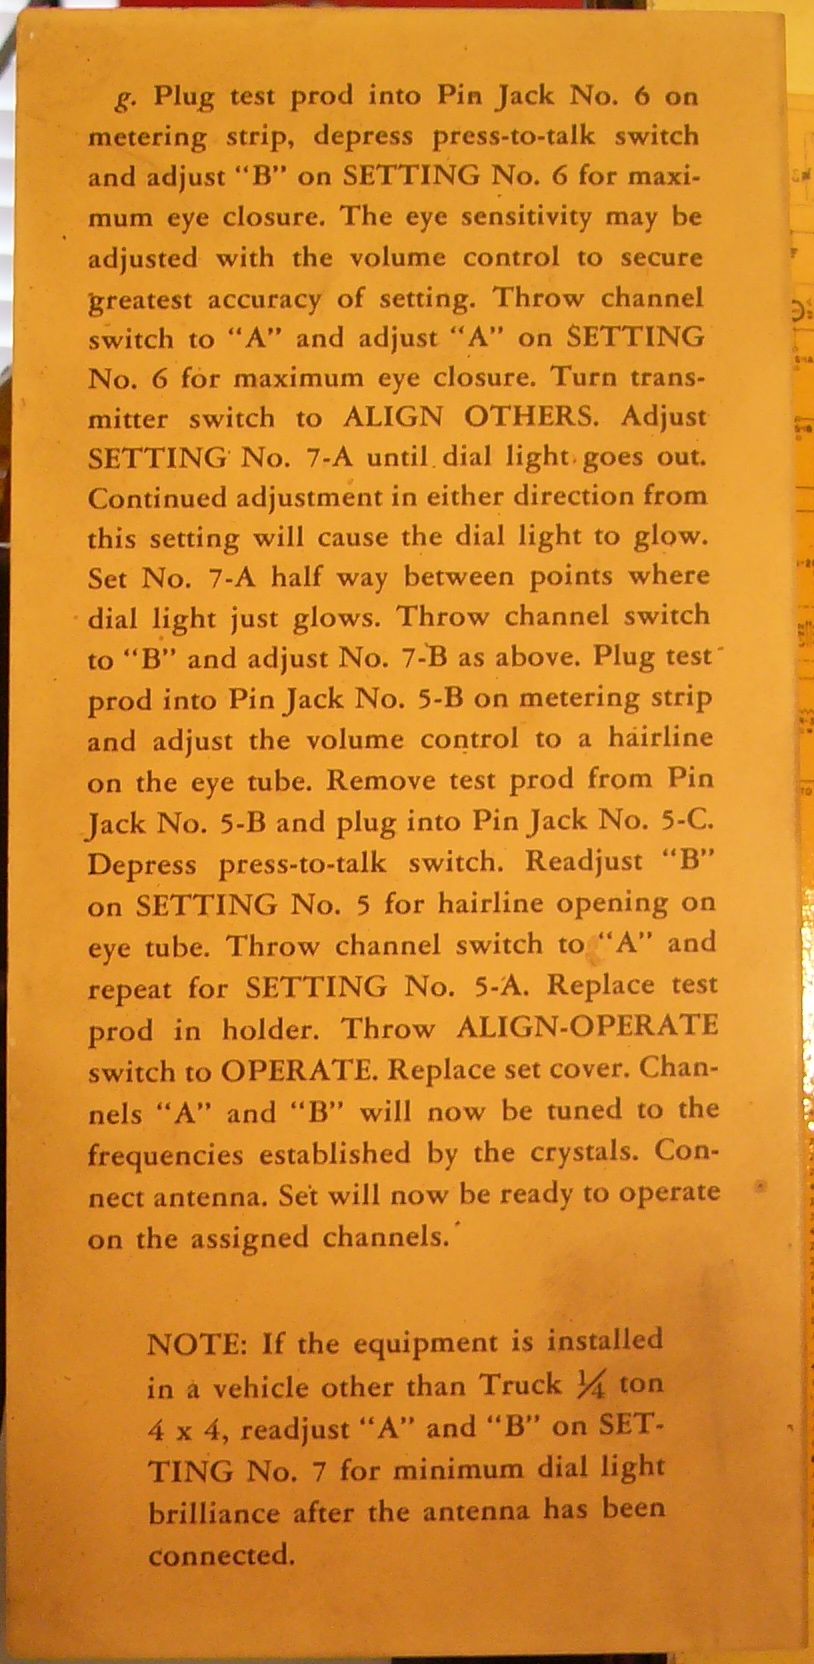 g. Plug test prod into Pin Jack No. 6 on
metering strip, depress press-to-talk switch
and adjust “B” on SETTING No. 6 for maxi-
mum eye closure. The eye sensitivity may be
adjusted with the volume control to secure
greatest accuracy of setting. Throw channel
switch to “A” and adjust “A” on SETTING
No. 6 for maximum eye closure. Turn trans-
mitter switch to ALIGN OTHERS. Adjust
SETTING No. 7-A until dial light goes out.
Continued adjustment in either direction from
this setting will cause the dial light to glow.
Set No. 7-A half way between points where
dial light just glows. Throw channel switch
to “B” and adjust No. 7-B as above. Plug test
prod into Pin Jack No. 5-B on metering strip
and adjust the volume control to a hairline
on the eye tube. Remove test prod from Pin
Jack No. 5-B and plug into Pin Jack No. 5-C.
Depress press-to-talk switch. Readjust “B”
on SETTING No. 5 for hairline opening on
eye tube. Throw channel switch to “A” and
repeat for SETTING No. 5-A. Replace test
prod in holder. Throw ALIGN-OPERATE
switch to OPERATE. Replace set cover. Chan-
nels “A” and “B” will now be tuned to the
frequencies established by the crystals. Con-
nect antenna. Set will now be ready to operate
on the assigned channels.
NOTE: If the equipment is installed
in a vehicle other than Truck ¼ ton
4 x 4, readjust “A” and “B” on SET-
TING No. 7 for minimum dial light
brilliance after the antenna has been
connected.